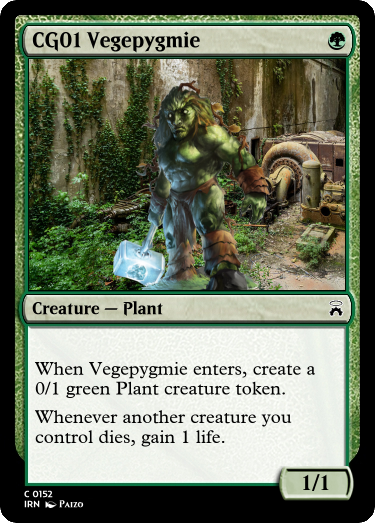 CG01 Vegepygmie
Creature — Plant
When Vegepygmie enters, create a
0/1 green Plant creature token.
Whenever another creature you
control dies, gain 1 life.
1/1
C 0152
IRN Paizo